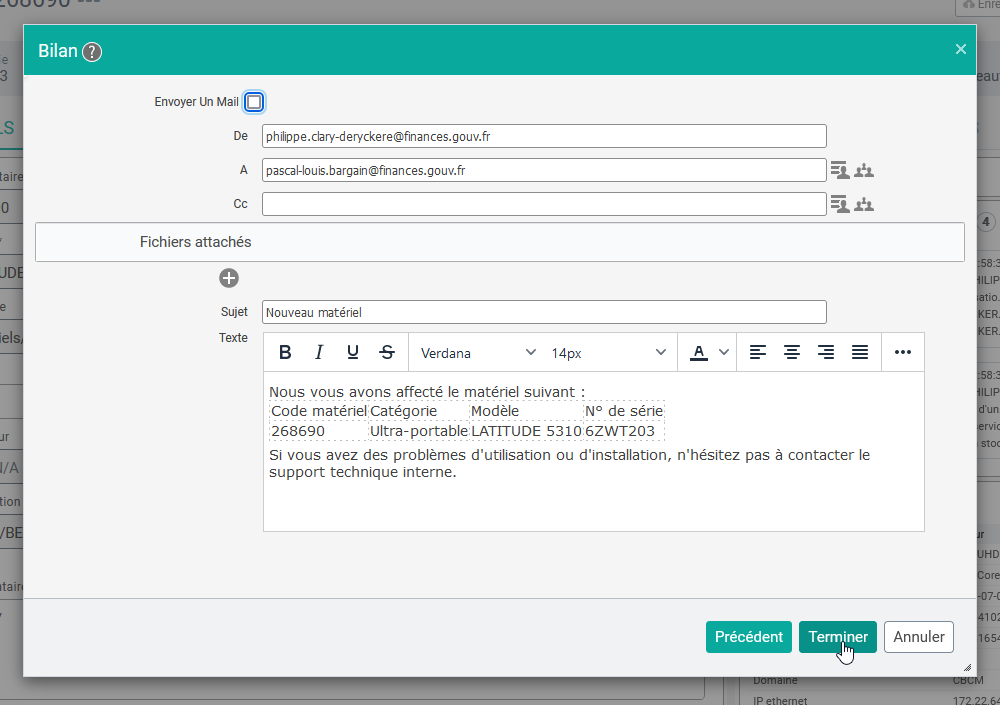 268690 ---
Enre
Bilan ?
×
Envoyer Un Mail
De philippe.clary-deryckere@finances.gouv.fr
A pascal-louis.bargain@finances.gouv.fr
Cc
Fichiers attachés
Sujet Nouveau matériel
Texte
B I U S Verdana 14px A
Nous vous avons affecté le matériel suivant :
Code matériel Catégorie Modèle N° de série
268690 Ultra-portable LATITUDE 5310 6ZWT203
Si vous avez des problèmes d'utilisation ou d'installation, n'hésitez pas à contacter le
support technique interne.
Précédent Terminer Annuler
Domaine CBCM
IP ethernet 172.22.64